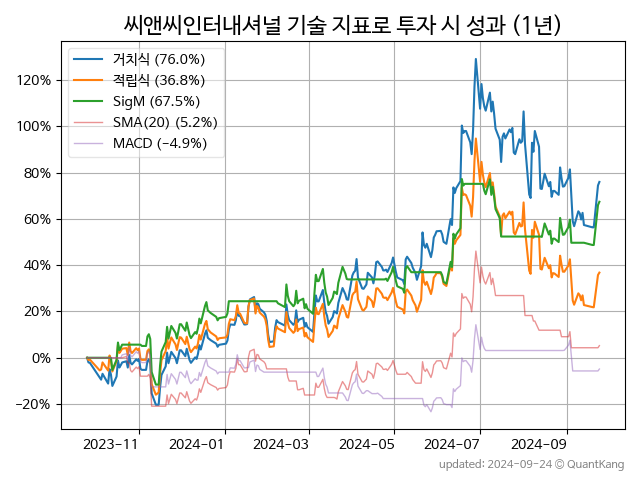 씨앤씨인터내셔널 기술 지표로 투자 시 성과 (1년)
거치식 (76.0%)
적립식 (36.8%)
SigM (67.5%)
SMA(20) (5.2%)
MACD (−4.9%)
120%
100%
80%
60%
40%
20%
0%
−20%
2023−11 2024−01 2024−03 2024−05 2024−07 2024−09
updated: 2024−09−24 © QuantKang